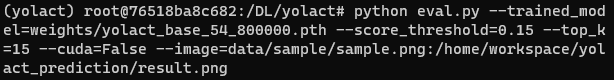 (yolact) root@76518ba8c682:/DL/yolact# python eval.py --trained_mod
el=weights/yolact_base_54_800000.pth --score_threshold=0.15 --top_k
=15 --cuda=False --image=data/sample/sample.png:/home/workspace/yol
act_prediction/result.png